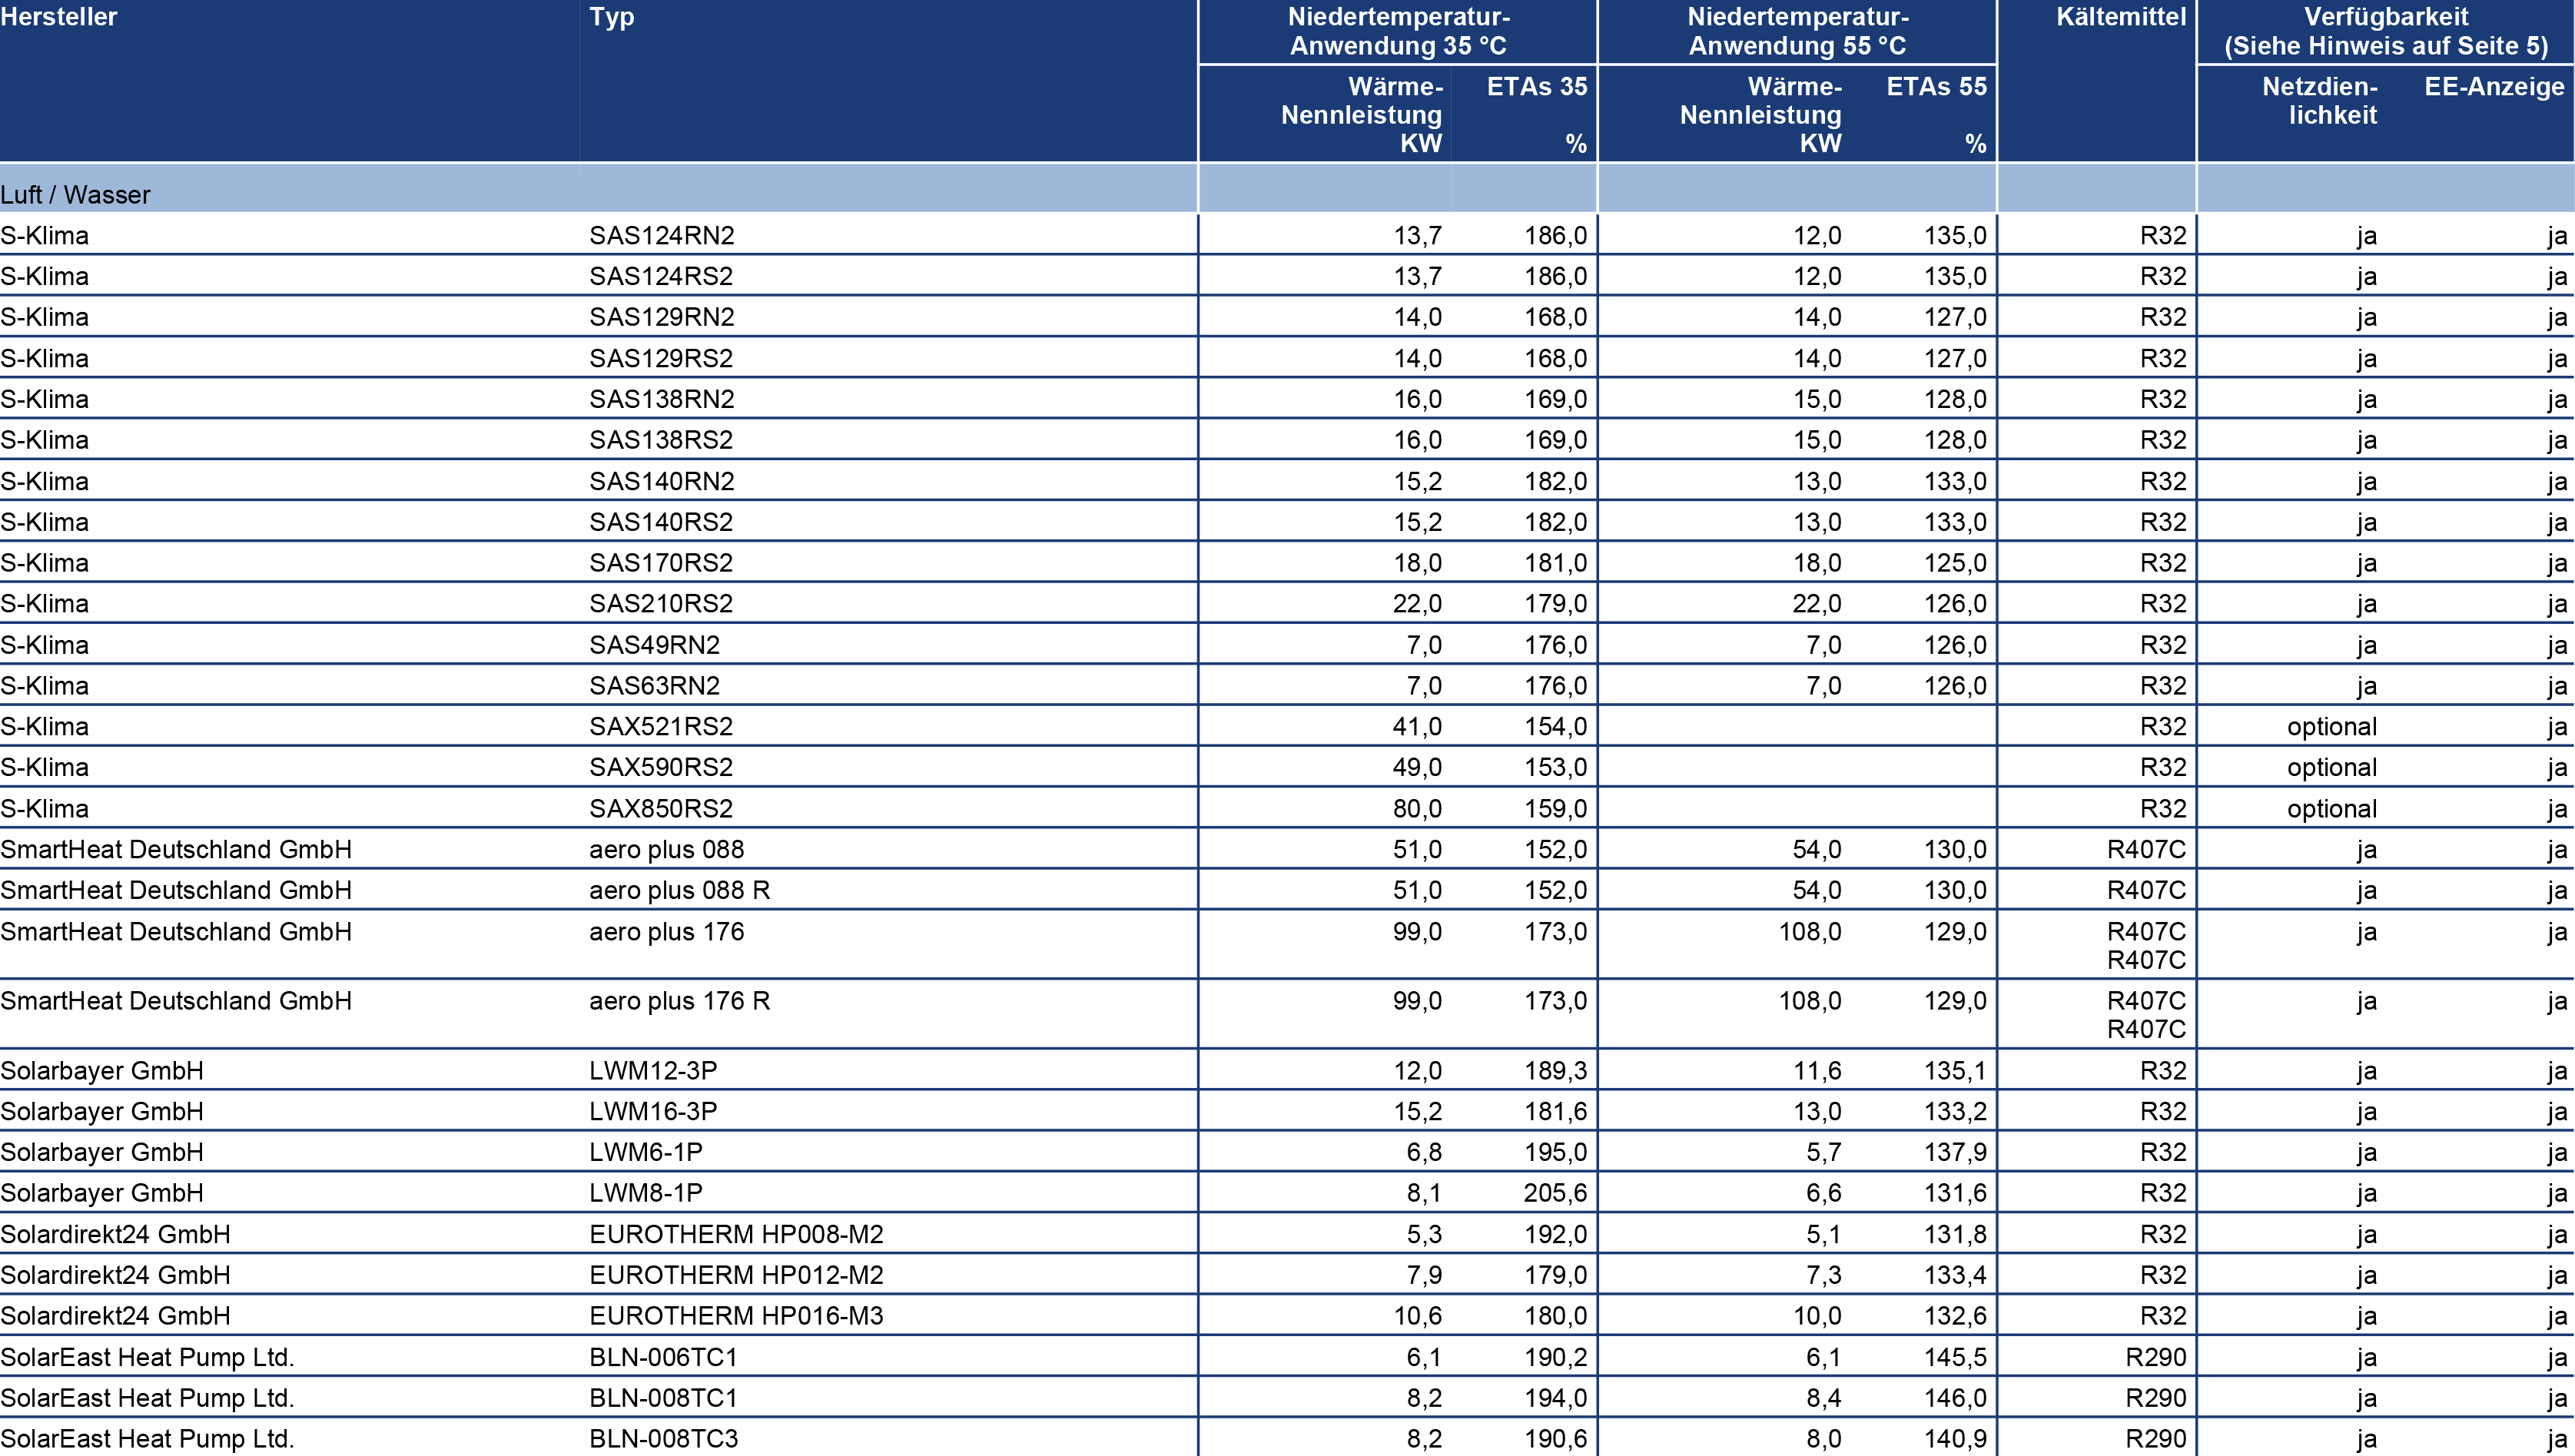 Hersteller Typ Niedertemperatur- Niedertemperatur- Kältemittel Verfügbarkeit
Anwendung 35 °C Anwendung 55 °C (Siehe Hinweis auf Seite 5)
Wärme- ETAs 35 Wärme- ETAs 55 Netzdien- EE-Anzeige
Nennleistung Nennleistung lichkeit
KW % KW %
Luft / Wasser
S-Klima SAS124RN2 13,7 186,0 12,0 135,0 R32 ja ja
S-Klima SAS124RS2 13,7 186,0 12,0 135,0 R32 ja ja
S-Klima SAS129RN2 14,0 168,0 14,0 127,0 R32 ja ja
S-Klima SAS129RS2 14,0 168,0 14,0 127,0 R32 ja ja
S-Klima SAS138RN2 16,0 169,0 15,0 128,0 R32 ja ja
S-Klima SAS138RS2 16,0 169,0 15,0 128,0 R32 ja ja
S-Klima SAS140RN2 15,2 182,0 13,0 133,0 R32 ja ja
S-Klima SAS140RS2 15,2 182,0 13,0 133,0 R32 ja ja
S-Klima SAS170RS2 18,0 181,0 18,0 125,0 R32 ja ja
S-Klima SAS210RS2 22,0 179,0 22,0 126,0 R32 ja ja
S-Klima SAS49RN2 7,0 176,0 7,0 126,0 R32 ja ja
S-Klima SAS63RN2 7,0 176,0 7,0 126,0 R32 ja ja
S-Klima SAX521RS2 41,0 154,0 R32 optional ja
S-Klima SAX590RS2 49,0 153,0 R32 optional ja
S-Klima SAX850RS2 80,0 159,0 R32 optional ja
SmartHeat Deutschland GmbH aero plus 088 51,0 152,0 54,0 130,0 R407C ja ja
SmartHeat Deutschland GmbH aero plus 088 R 51,0 152,0 54,0 130,0 R407C ja ja
SmartHeat Deutschland GmbH aero plus 176 99,0 173,0 108,0 129,0 R407C ja ja
R407C
SmartHeat Deutschland GmbH aero plus 176 R 99,0 173,0 108,0 129,0 R407C ja ja
R407C
Solarbayer GmbH LWM12-3P 12,0 189,3 11,6 135,1 R32 ja ja
Solarbayer GmbH LWM16-3P 15,2 181,6 13,0 133,2 R32 ja ja
Solarbayer GmbH LWM6-1P 6,8 195,0 5,7 137,9 R32 ja ja
Solarbayer GmbH LWM8-1P 8,1 205,6 6,6 131,6 R32 ja ja
Solardirekt24 GmbH EUROTHERM HP008-M2 5,3 192,0 5,1 131,8 R32 ja ja
Solardirekt24 GmbH EUROTHERM HP012-M2 7,9 179,0 7,3 133,4 R32 ja ja
Solardirekt24 GmbH EUROTHERM HP016-M3 10,6 180,0 10,0 132,6 R32 ja ja
SolarEast Heat Pump Ltd. BLN-006TC1 6,1 190,2 6,1 145,5 R290 ja ja
SolarEast Heat Pump Ltd. BLN-008TC1 8,2 194,0 8,4 146,0 R290 ja ja
SolarEast Heat Pump Ltd. BLN-008TC3 8,2 190,6 8,0 140,9 R290 ja ja